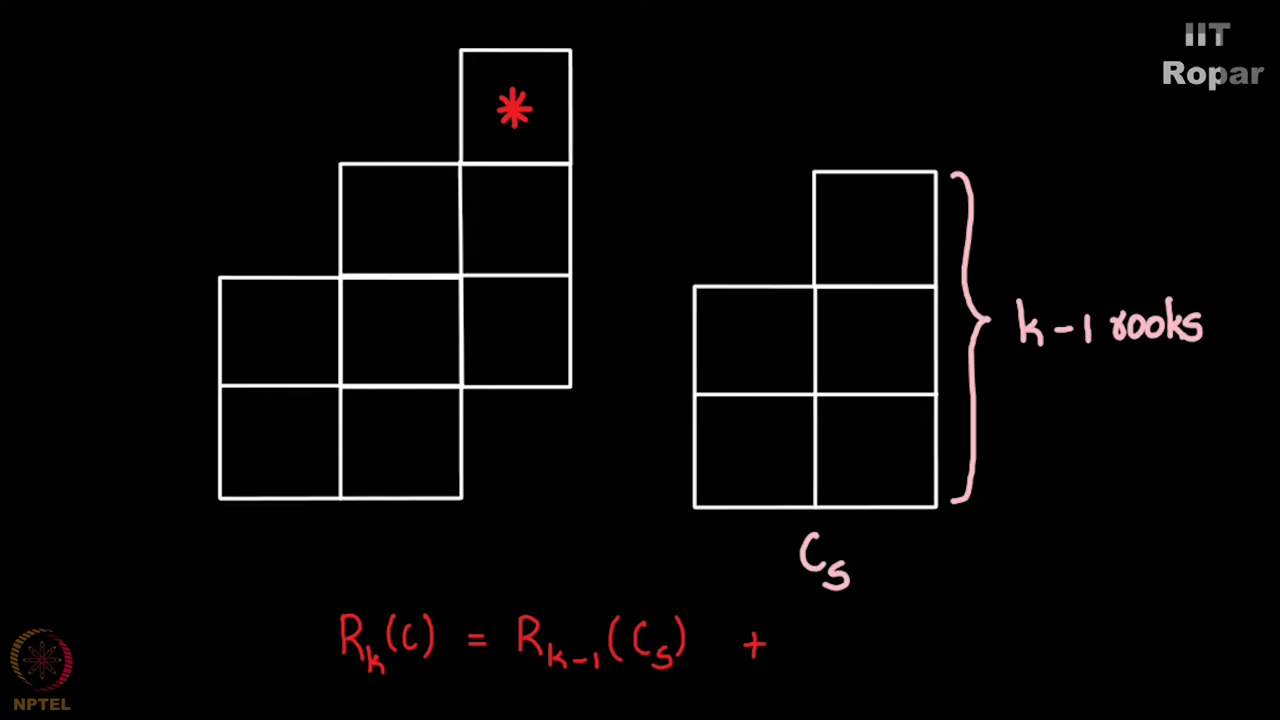 IIT
Ropar
*
k-1 rooks
Cₛ
Rₖ(C) = Rₖ₋₁(Cₛ) +
NPTEL